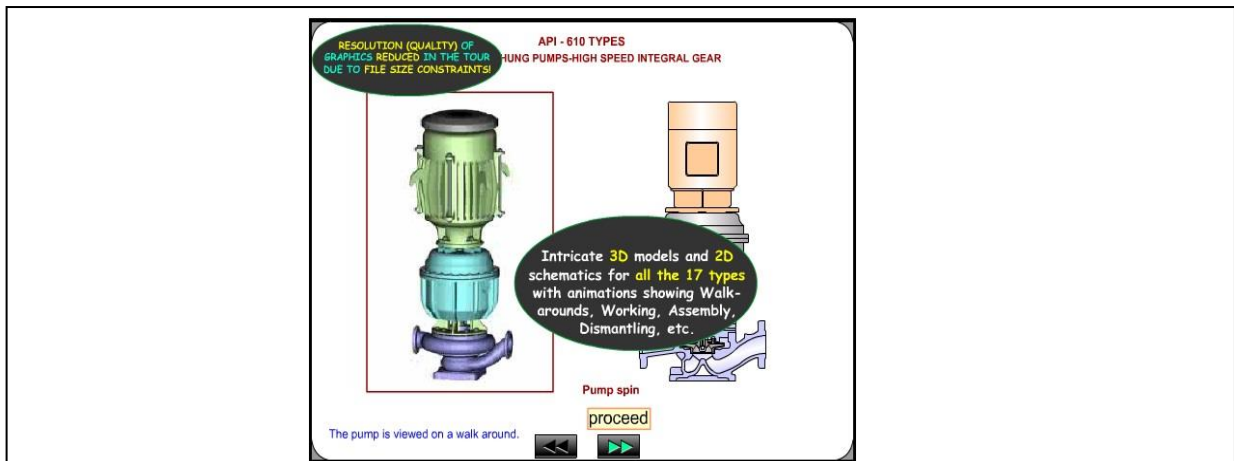 RESOLUTION (QUALITY) OF
GRAPHICS REDUCED IN THE TOUR
DUE TO FILE SIZE CONSTRAINTS!
API - 610 TYPES
HUNG PUMPS-HIGH SPEED INTEGRAL GEAR
Intricate 3D models and 2D
schematics for all the 17 types
with animations showing Walk-
arounds, Working, Assembly,
Dismantling, etc.
Pump spin
proceed
The pump is viewed on a walk around.